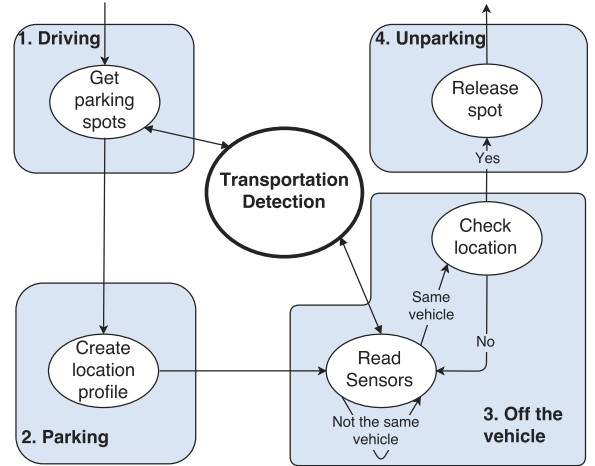 1. Driving
Get
parking
spots
4. Unparking
Release
spot
Yes
Transportation
Detection
Check
location
Same
vehicle
No
Create
location
profile
2. Parking
Read
Sensors
Not the same
vehicle
3. Off the
vehicle